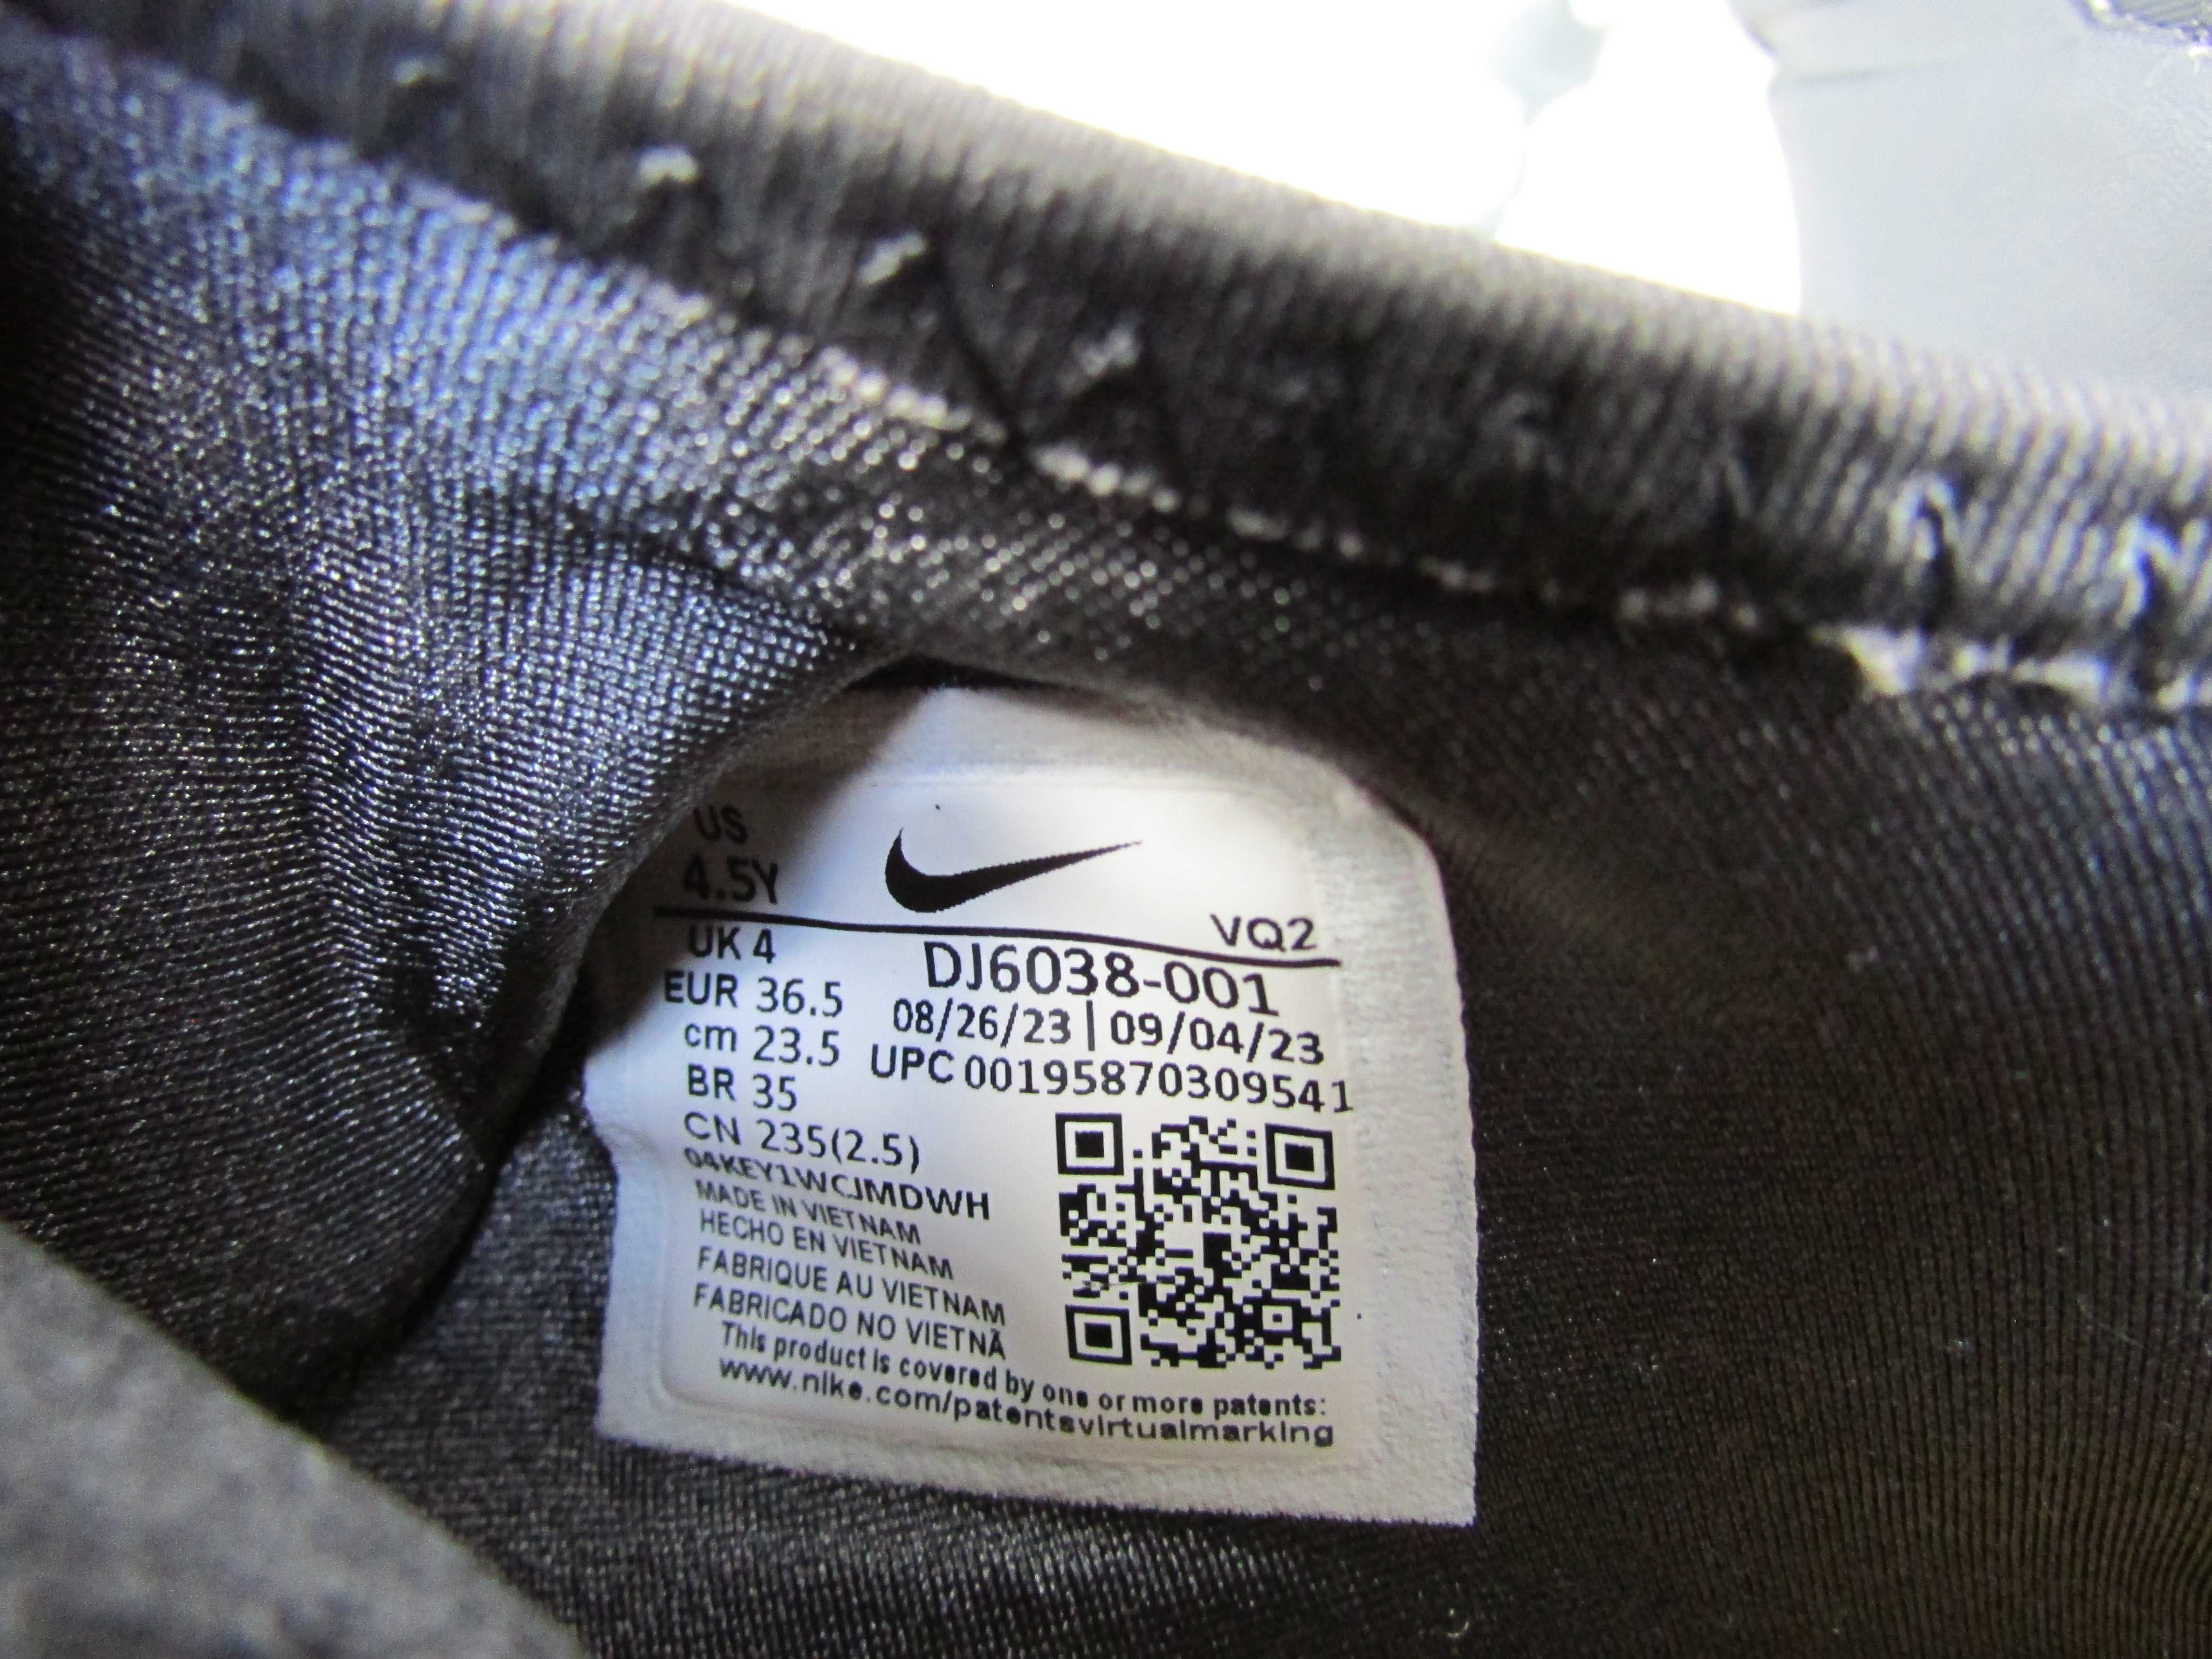 US
4.5Y
VQ2
UK 4
DJ6038-001
EUR 36.5
08/26/23 | 09/04/23
cm 23.5
UPC 00195870309541
BR 35
CN 235(2.5)
04KEY1WCJMDWH
MADE IN VIETNAM
HECHO EN VIETNAM
FABRIQUE AU VIETNAM
FABRICADO NO VIETNÃ
This product is covered by one or more patents:
www.nike.com/patentsvirtualmarking